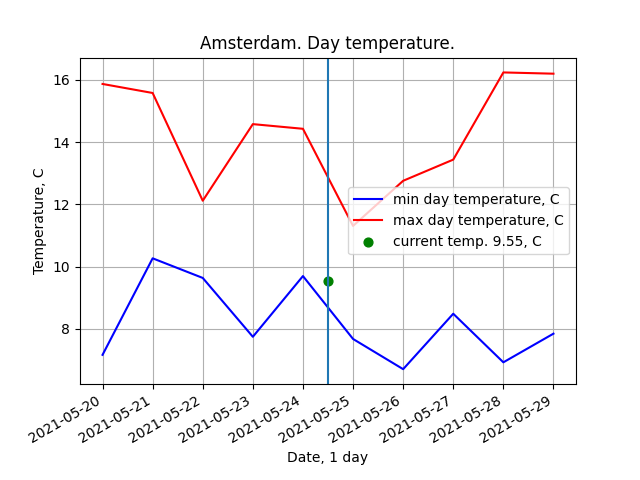 Amsterdam. Day temperature.
16
14
12
10
8
Temperature, C
min day temperature, C
max day temperature, C
current temp. 9.55, C
2021-05-20
2021-05-21
2021-05-22
2021-05-23
2021-05-24
2021-05-25
2021-05-26
2021-05-27
2021-05-28
2021-05-29
Date, 1 day